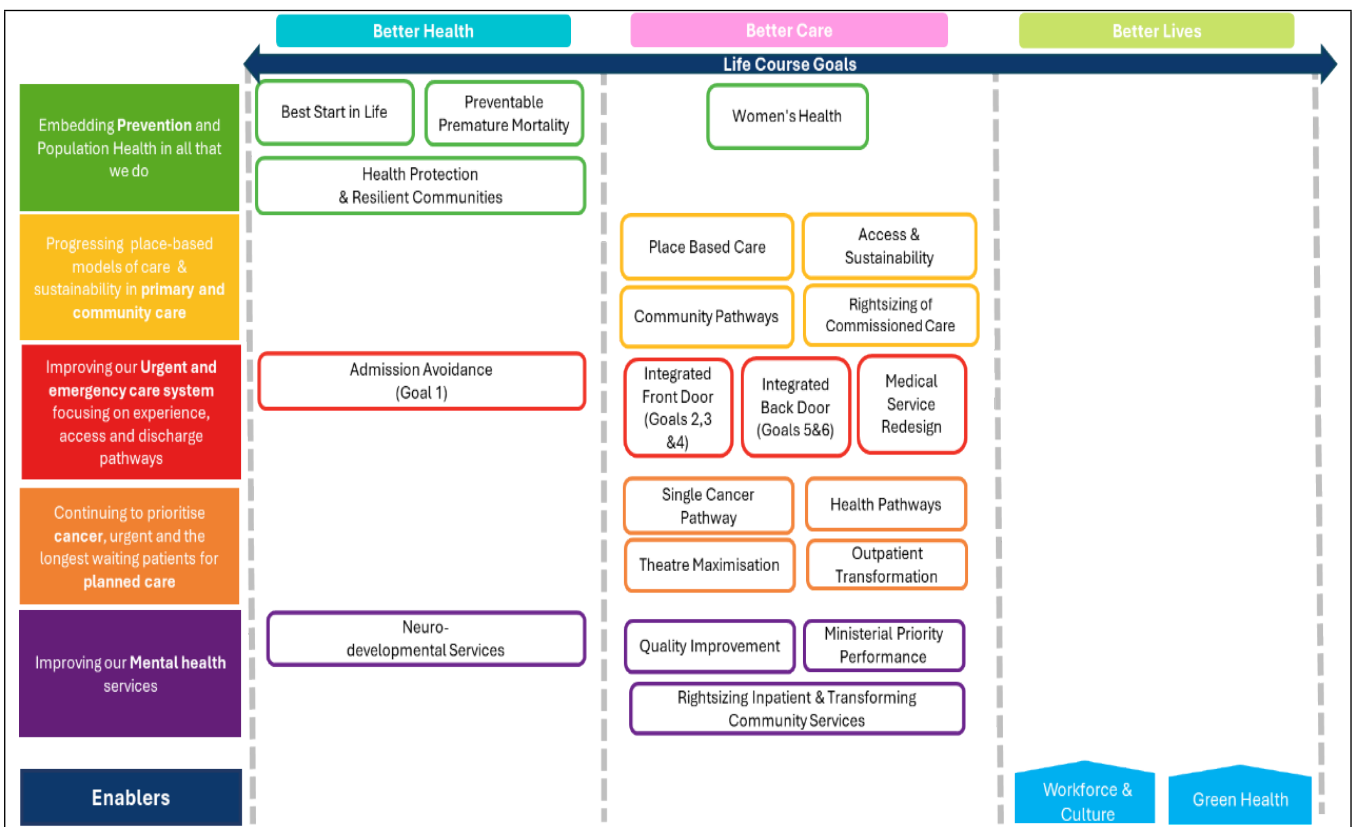 Better Health
Better Care
Better Lives
Life Course Goals
Embedding Prevention and
Population Health in all that
we do
Best Start in Life
Preventable
Premature Mortality
Women's Health
Health Protection
& Resilient Communities
Progressing place-based
models of care &
sustainability in primary and
community care
Place Based Care
Access &
Sustainability
Community Pathways
Rightsizing of
Commissioned Care
Improving our Urgent and
emergency care system
focusing on experience,
access and discharge
pathways
Admission Avoidance
(Goal 1)
Integrated
Front Door
(Goals 2,3
&4)
Integrated
Back Door
(Goals 5&6)
Medical
Service
Redesign
Continuing to prioritise
cancer, urgent and the
longest waiting patients for
planned care
Single Cancer
Pathway
Health Pathways
Theatre Maximisation
Outpatient
Transformation
Improving our Mental health
services
Neuro-
developmental Services
Quality Improvement
Ministerial Priority
Performance
Rightsizing Inpatient & Transforming
Community Services
Enablers
Workforce &
Culture
Green Health